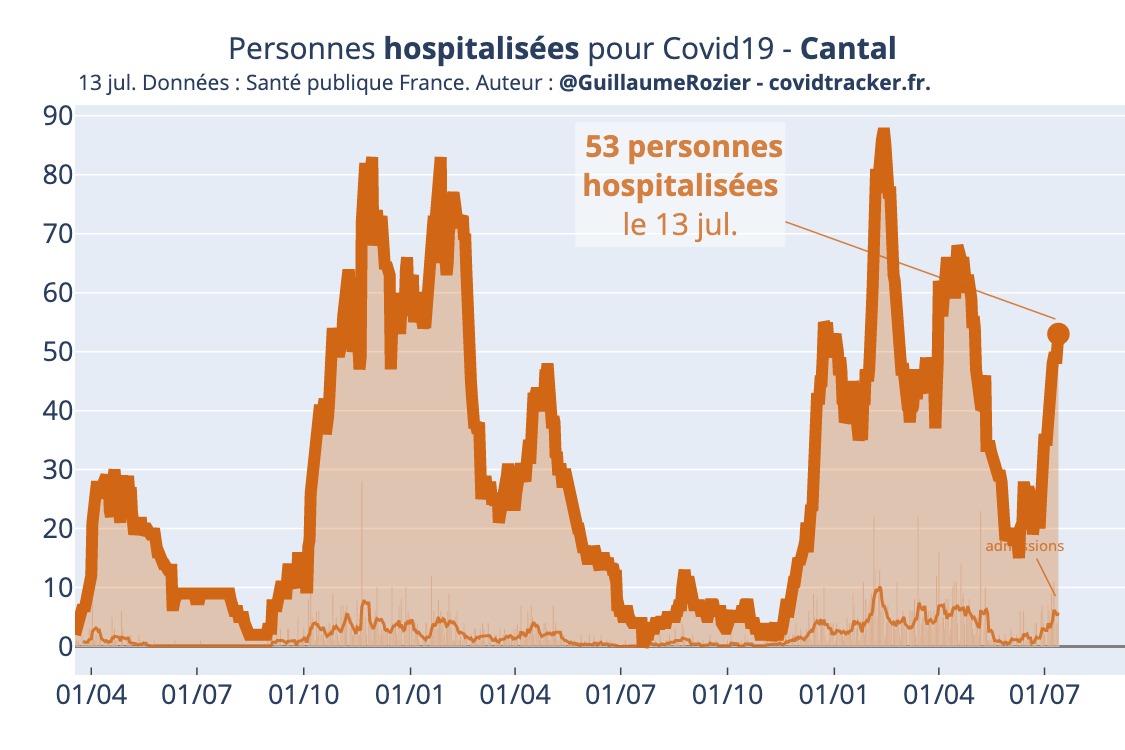 Personnes hospitalisées pour Covid19 - Cantal
13 jul. Données : Santé publique France. Auteur : @GuillaumeRozier - covidtracker.fr.
90
53 personnes
hospitalisées
le 13 jul.
80
70
60
50
40
30
20
admissions
10
0
01/04 01/07 01/10 01/01 01/04 01/07 01/10 01/01 01/04 01/07